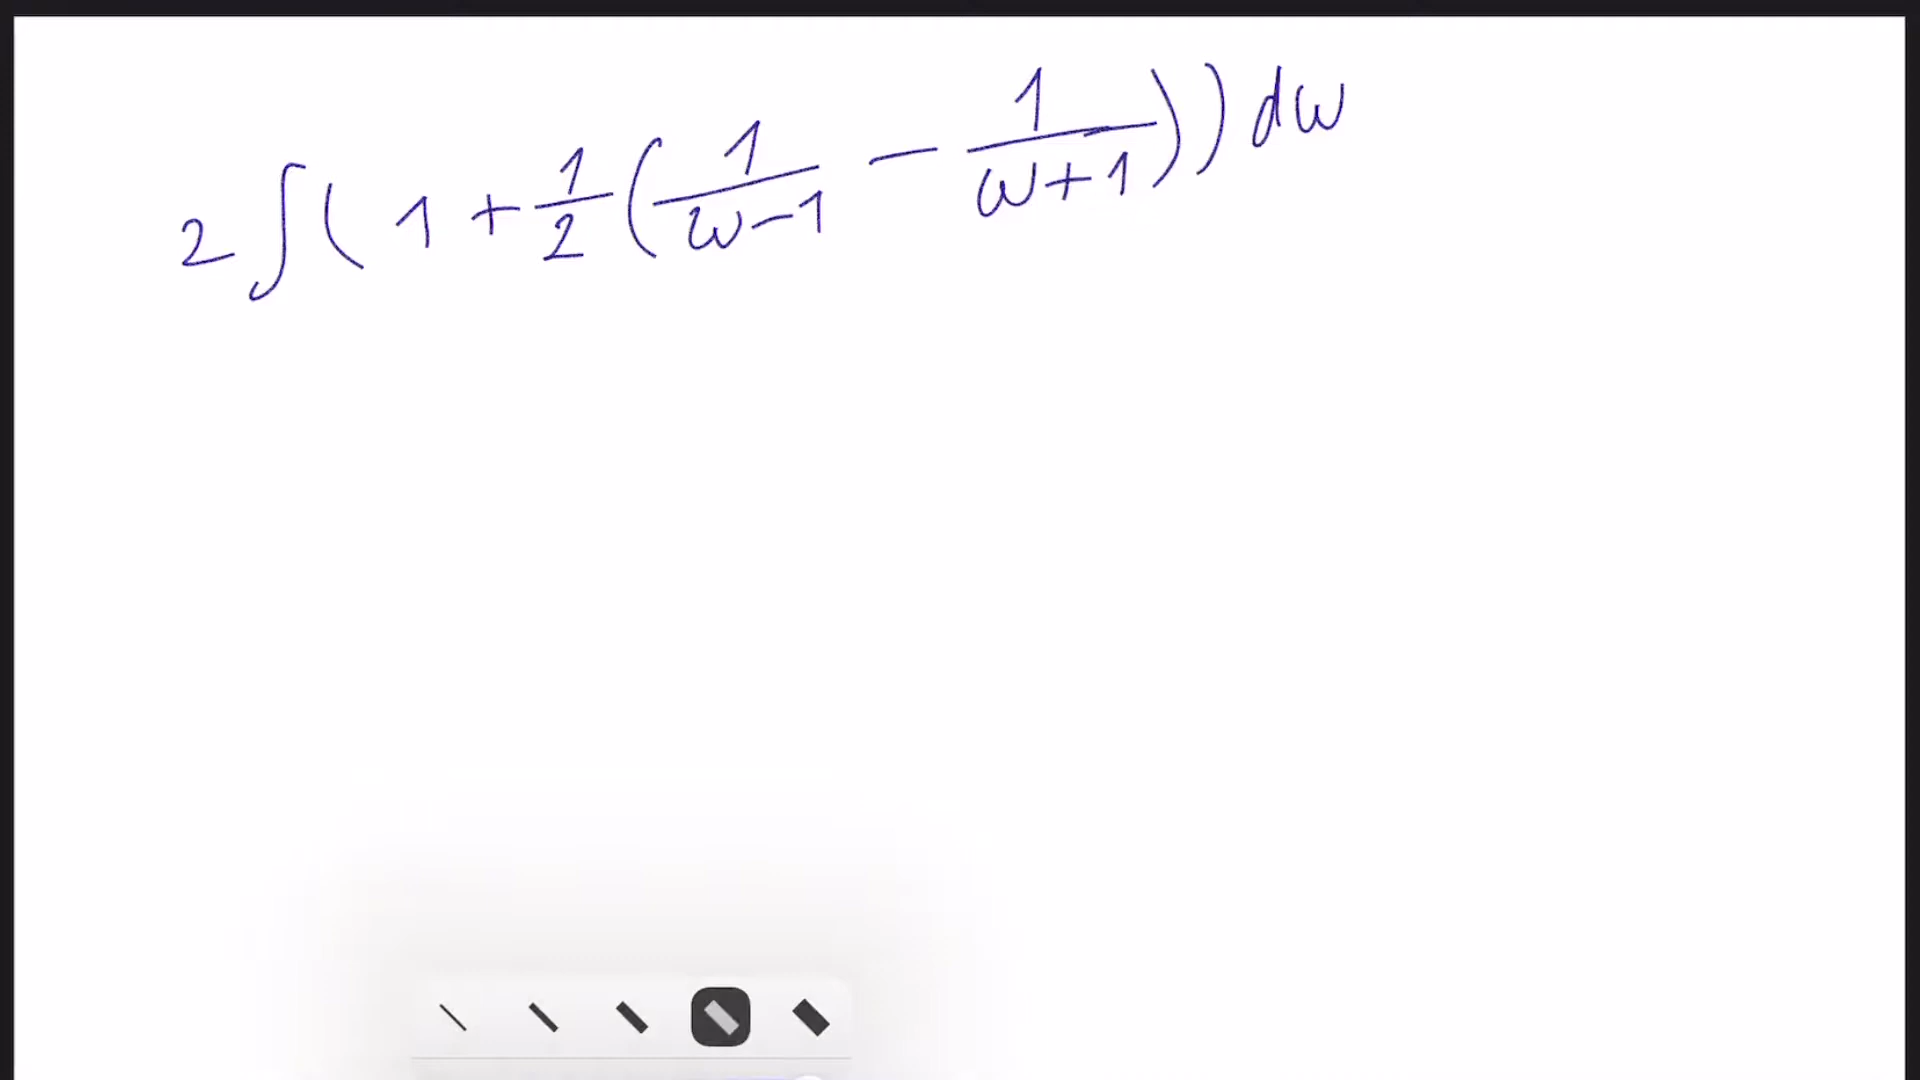 2 ∫ ( 1 + 1/2 ( 1/(w-1) - 1/(w+1) ) ) dw